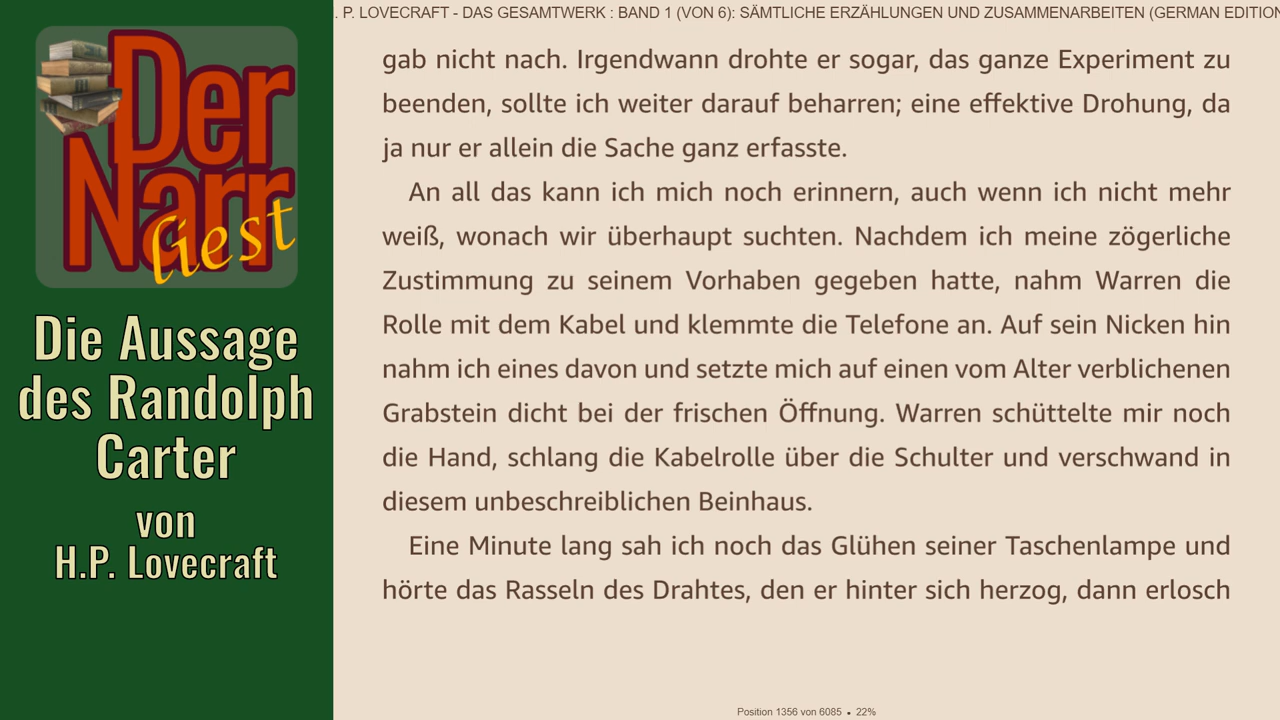 Der
Narr
liest
Die Aussage
des Randolph
Carter
von
H.P. Lovecraft
. P. LOVECRAFT - DAS GESAMTWERK : BAND 1 (VON 6): SÄMTLICHE ERZÄHLUNGEN UND ZUSAMMENARBEITEN (GERMAN EDITION
gab nicht nach. Irgendwann drohte er sogar, das ganze Experiment zu
beenden, sollte ich weiter darauf beharren; eine effektive Drohung, da
ja nur er allein die Sache ganz erfasste.
An all das kann ich mich noch erinnern, auch wenn ich nicht mehr
weiß, wonach wir überhaupt suchten. Nachdem ich meine zögerliche
Zustimmung zu seinem Vorhaben gegeben hatte, nahm Warren die
Rolle mit dem Kabel und klemmte die Telefone an. Auf sein Nicken hin
nahm ich eines davon und setzte mich auf einen vom Alter verblichenen
Grabstein dicht bei der frischen Öffnung. Warren schüttelte mir noch
die Hand, schlang die Kabelrolle über die Schulter und verschwand in
diesem unbeschreiblichen Beinhaus.
Eine Minute lang sah ich noch das Glühen seiner Taschenlampe und
hörte das Rasseln des Drahtes, den er hinter sich herzog, dann erlosch
Position 1356 von 6085 • 22%